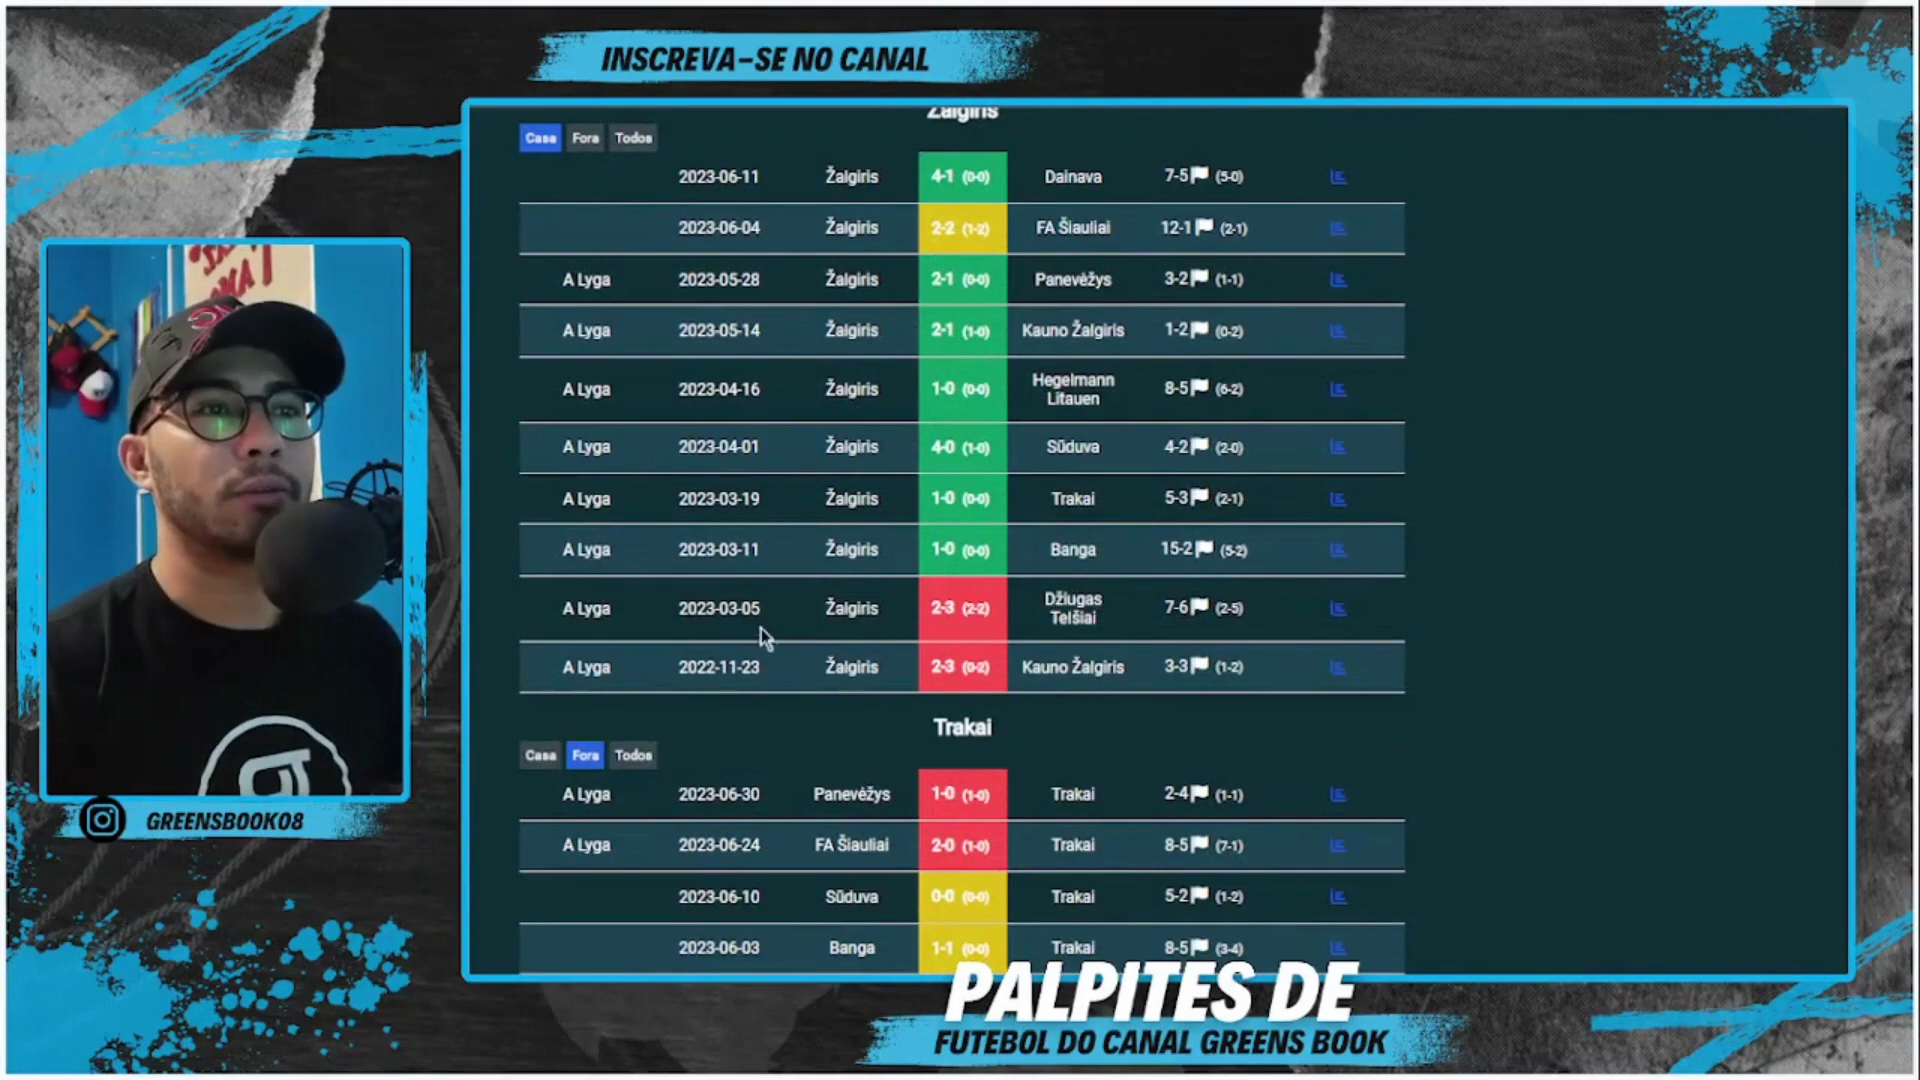 INSCREVA-SE NO CANAL
Žalgiris
Casa Fora Todos
2023-06-11 Žalgiris 4-1 (0-0) Dainava 7-5 (5-0)
2023-06-04 Žalgiris 2-2 (1-2) FA Šiauliai 12-1 (2-1)
A Lyga 2023-05-28 Žalgiris 2-1 (0-0) Panevėžys 3-2 (1-1)
A Lyga 2023-05-14 Žalgiris 2-1 (1-0) Kauno Žalgiris 1-2 (0-2)
A Lyga 2023-04-16 Žalgiris 1-0 (0-0) Hegelmann Litauen 8-5 (6-2)
A Lyga 2023-04-01 Žalgiris 4-0 (1-0) Sūduva 4-2 (2-0)
A Lyga 2023-03-19 Žalgiris 1-0 (0-0) Trakai 5-3 (2-1)
A Lyga 2023-03-11 Žalgiris 1-0 (0-0) Banga 15-2 (5-2)
A Lyga 2023-03-05 Žalgiris 2-3 (2-2) Džiugas Telšiai 7-6 (2-5)
A Lyga 2022-11-23 Žalgiris 2-3 (0-2) Kauno Žalgiris 3-3 (1-2)
Trakai
Casa Fora Todos
A Lyga 2023-06-30 Panevėžys 1-0 (1-0) Trakai 2-4 (1-1)
A Lyga 2023-06-24 FA Šiauliai 2-0 (1-0) Trakai 8-5 (7-1)
2023-06-10 Sūduva 0-0 (0-0) Trakai 5-2 (1-2)
2023-06-03 Banga 1-1 (0-0) Trakai 8-5 (3-4)
GREENSBOOK08
PALPITES DE
FUTEBOL DO CANAL GREENS BOOK